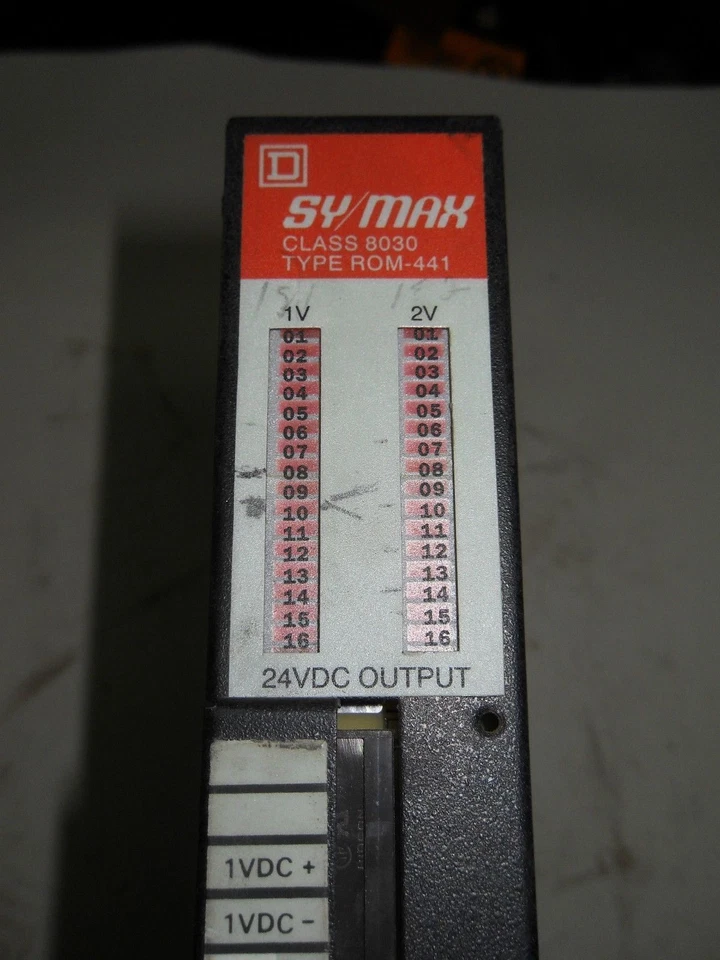 D
SY/MAX
CLASS 8030
TYPE ROM-441
1V 2V
01 01
02 02
03 03
04 04
05 05
06 06
07 07
08 08
09 09
10 10
11 11
12 12
13 13
14 14
15 15
16 16
24VDC OUTPUT
1VDC +
1VDC -